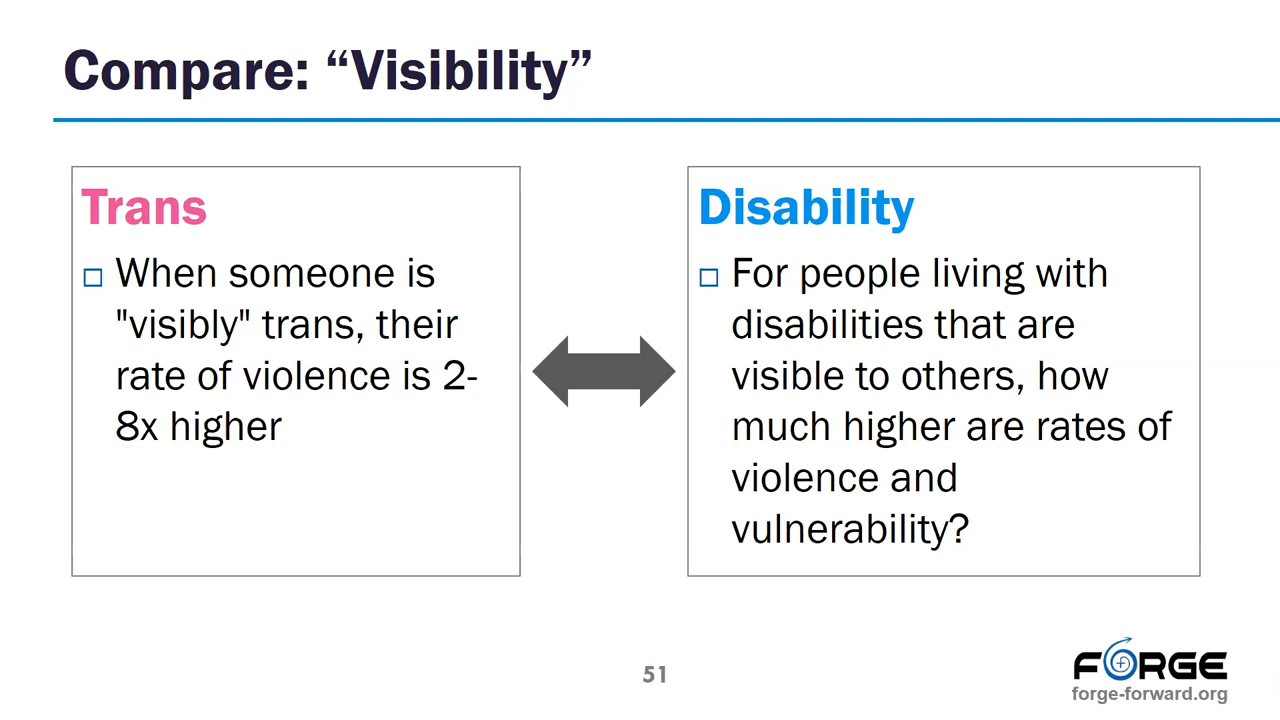 Compare: “Visibility”
Trans
When someone is
"visibly" trans, their
rate of violence is 2-
8x higher
Disability
For people living with
disabilities that are
visible to others, how
much higher are rates of
violence and
vulnerability?
51
FORGE
forge-forward.org